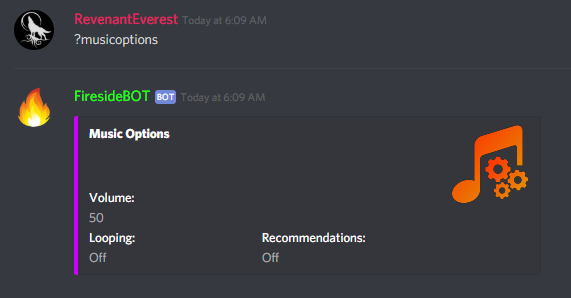 RevenantEverest Today at 6:09 AM
?musicoptions
FiresideBOT BOT Today at 6:09 AM
Music Options
Volume:
50
Looping: Recommendations:
Off Off